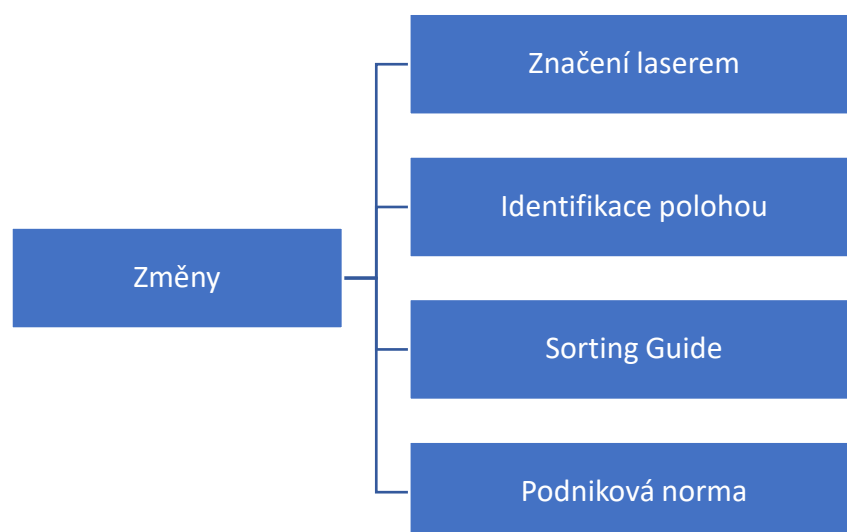 Značení laserem
Identifikace polohou
Změny
Sorting Guide
Podniková norma